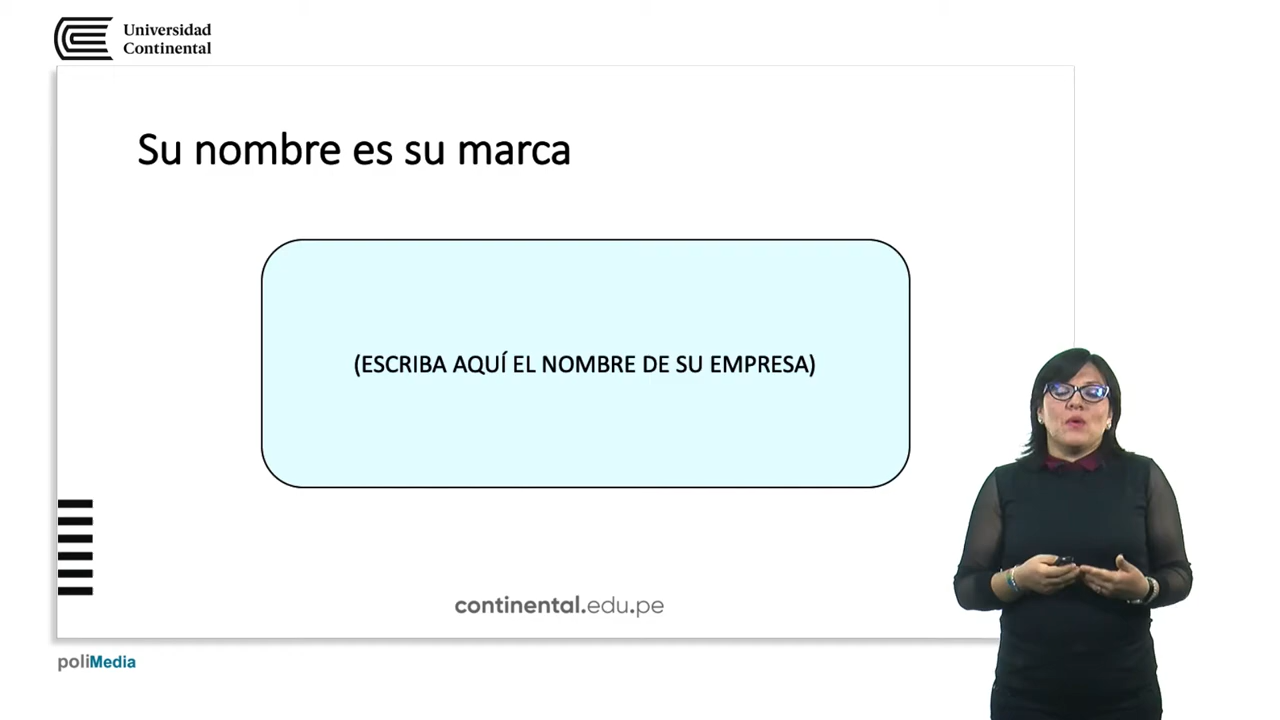 Universidad
Continental
Su nombre es su marca
(ESCRIBA AQUÍ EL NOMBRE DE SU EMPRESA)
continental.edu.pe
poliMedia